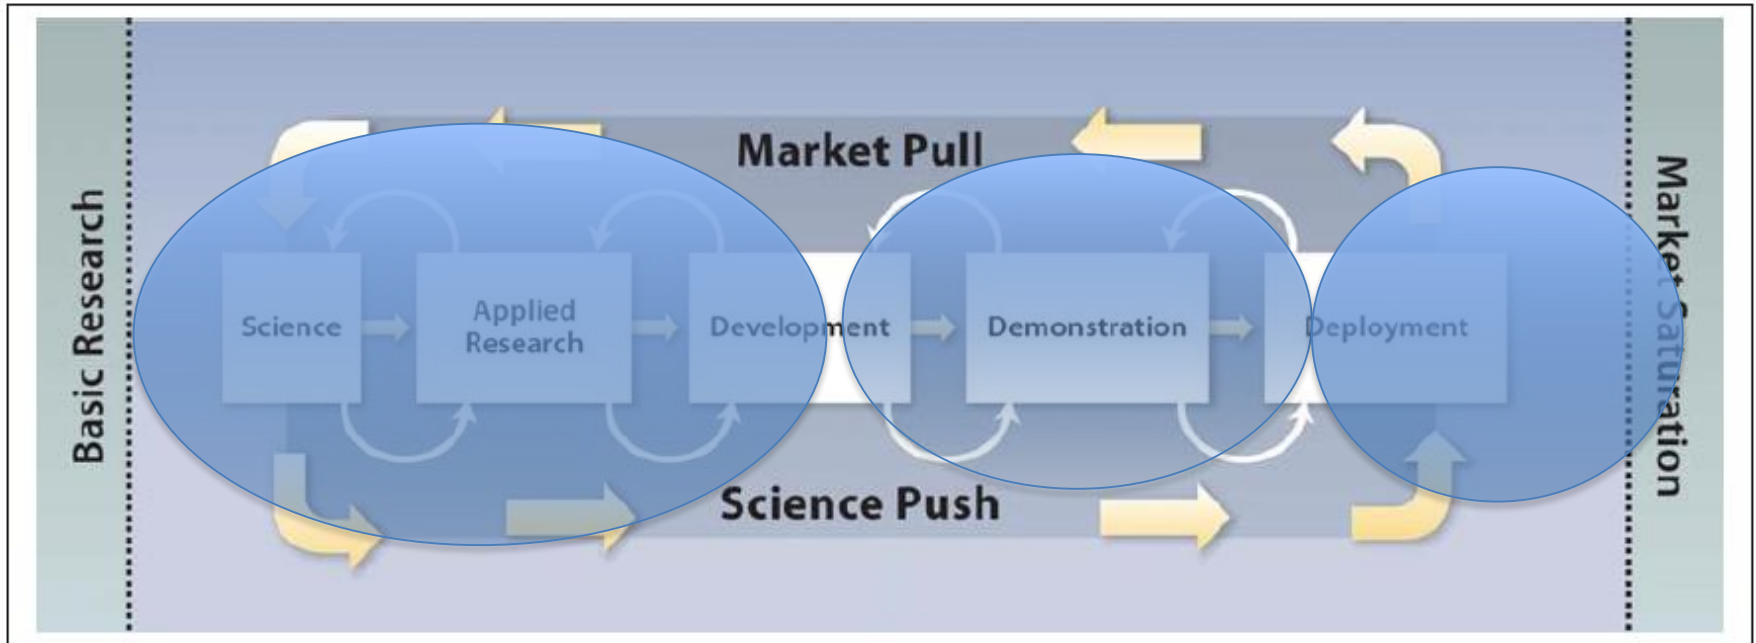 Basic Research
Market Pull
Science
Applied
Research
Development
Demonstration
Deployment
Science Push
Market Saturation